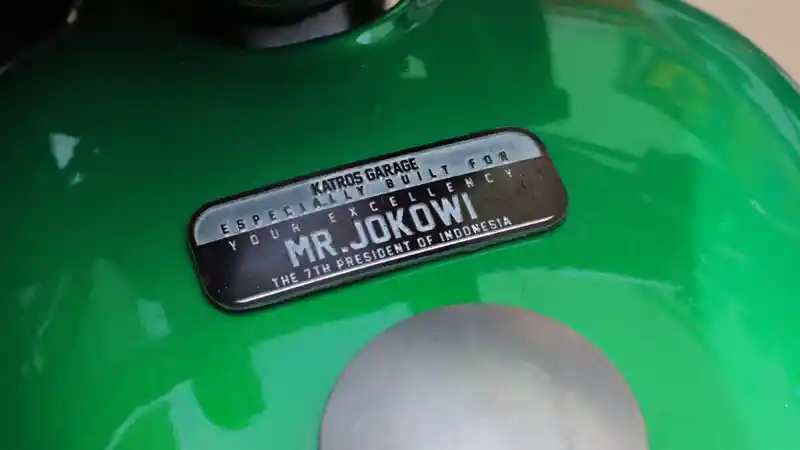 KATROS GARAGE
ESPECIALLY BUILT FOR
YOUR EXCELLENCY,
MR.JOKOWI
THE 7TH PRESIDENT OF INDONESIA